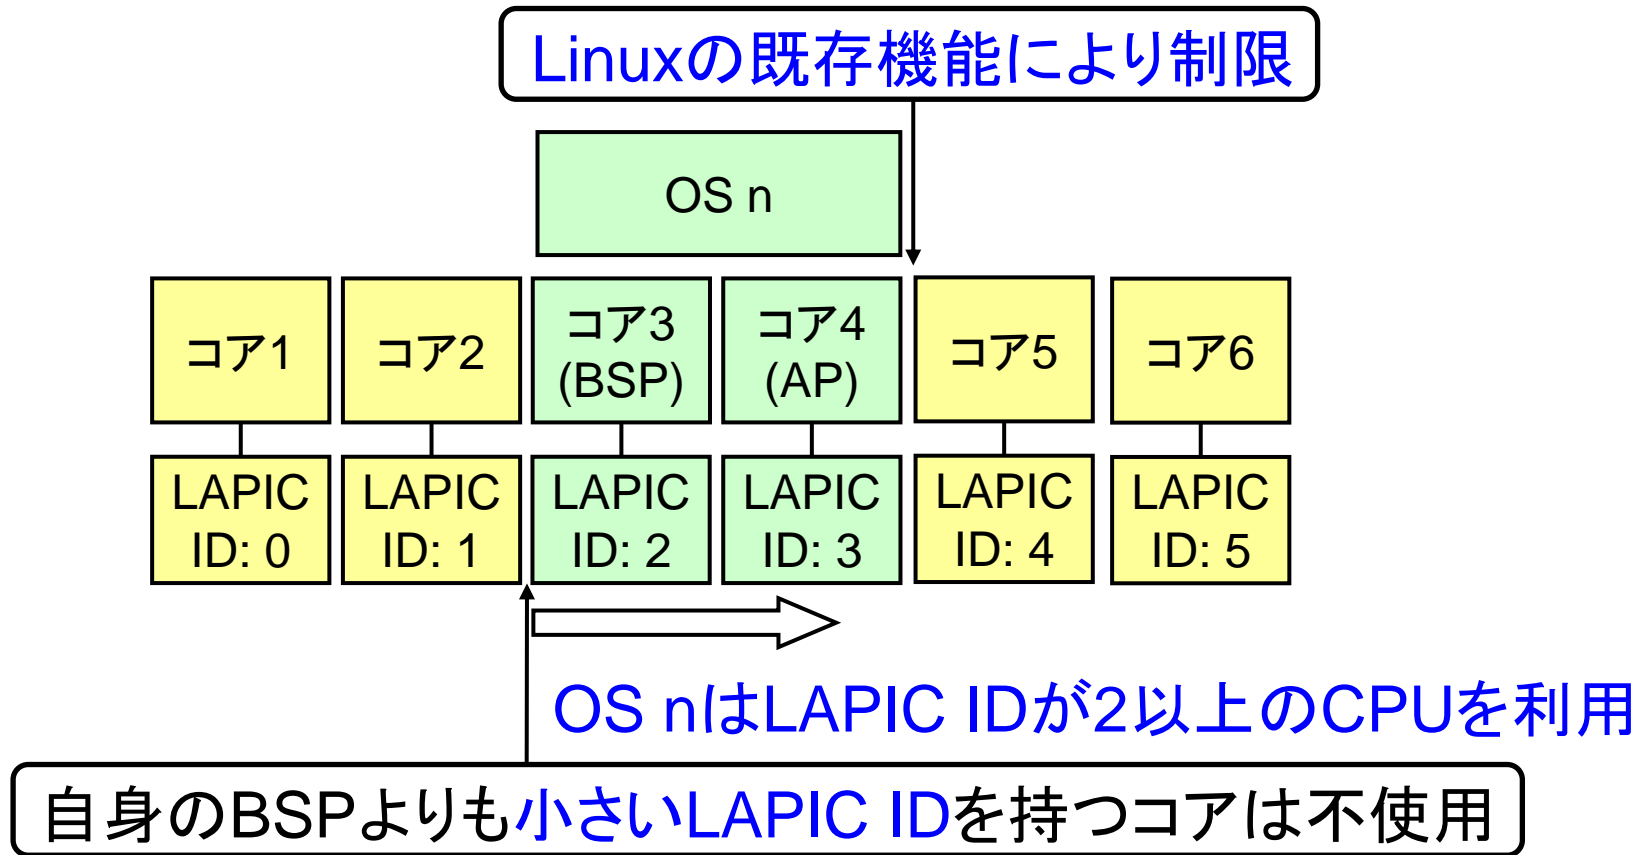 Linuxの既存機能により制限
OS n
コア1
コア2
コア3
(BSP)
コア4
(AP)
コア5
コア6
LAPIC
ID: 0
LAPIC
ID: 1
LAPIC
ID: 2
LAPIC
ID: 3
LAPIC
ID: 4
LAPIC
ID: 5
OS nはLAPIC IDが2以上のCPUを利用
自身のBSPよりも小さいLAPIC IDを持つコアは不使用